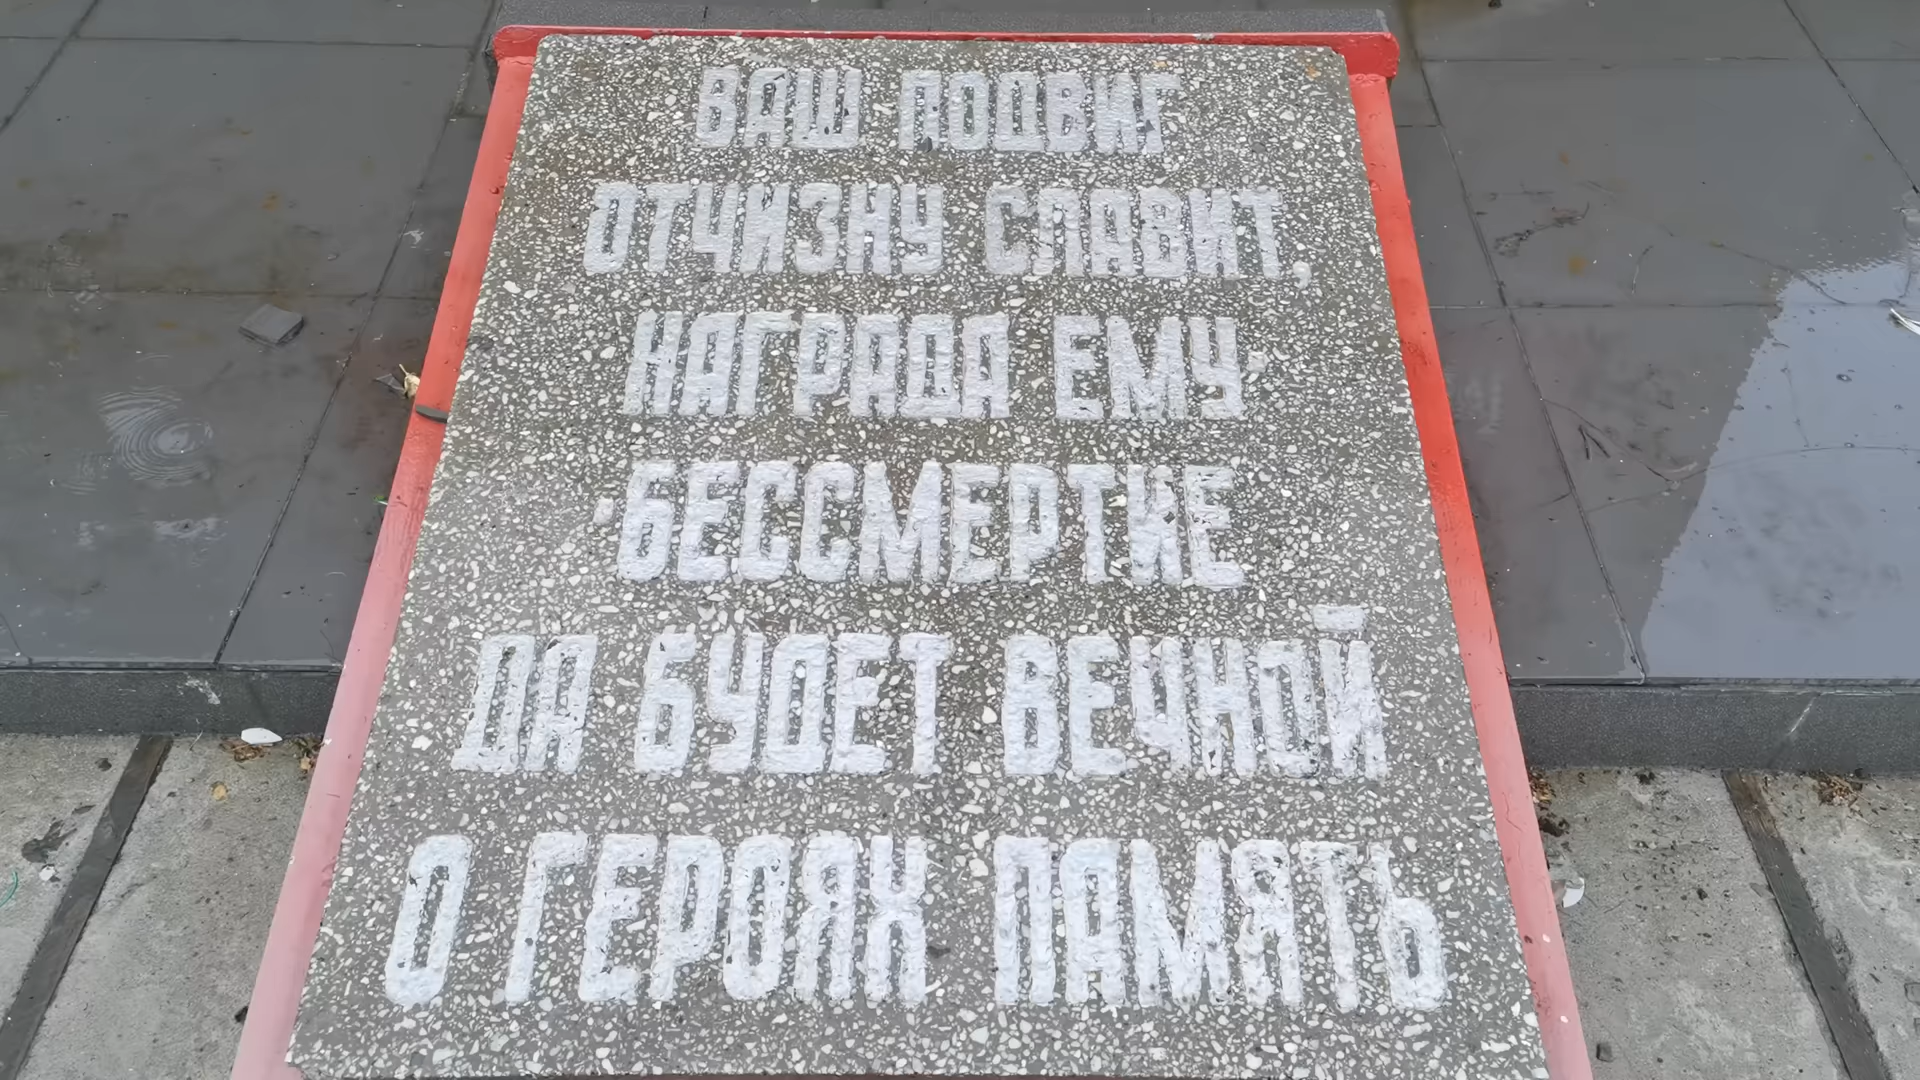 ВАШ ПОДВИГ
ОТЧИЗНУ СЛАВИТ,
НАГРАДА ЕМУ
БЕССМЕРТИЕ
ДА БУДЕТ ВЕЧНОЙ
О ГЕРОЯХ ПАМЯТЬ